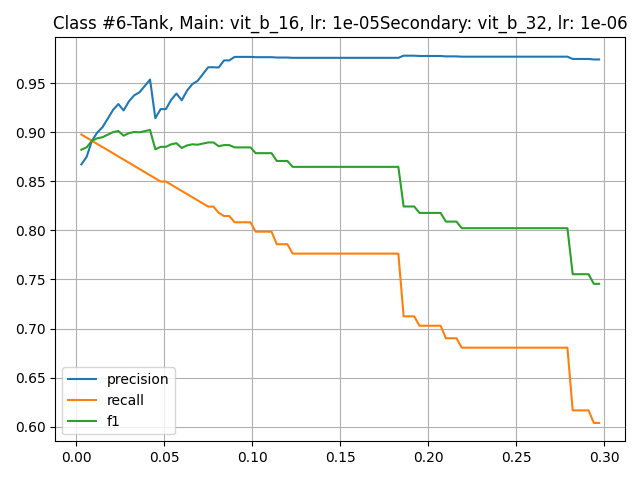 Class #6-Tank, Main: vit_b_16, lr: 1e-05Secondary: vit_b_32, lr: 1e-06
0.95
0.90
0.85
0.80
0.75
0.70
0.65
0.60
precision
recall
f1
0.00 0.05 0.10 0.15 0.20 0.25 0.30